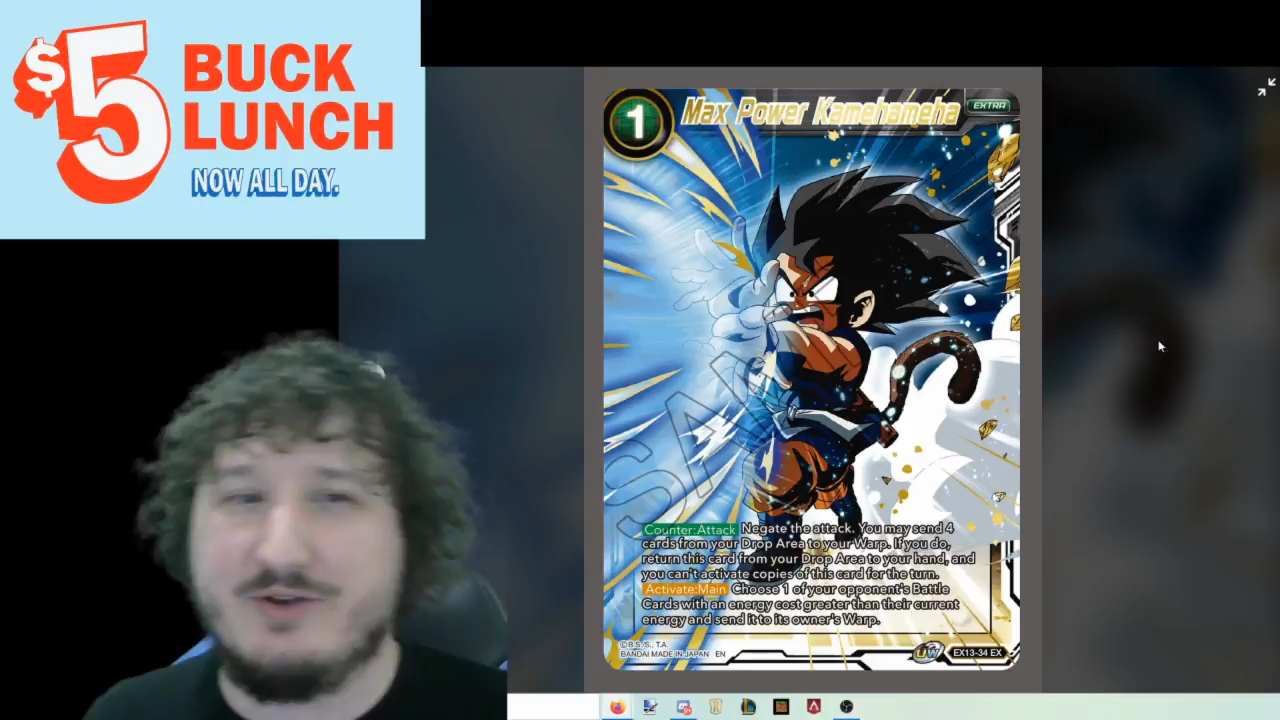 $5 BUCK
LUNCH
NOW ALL DAY.
1
Max Power Kamehameha
EXTRA
SAM
Counter:Attack Negate the attack. You may send 4
cards from your Drop Area to your Warp. If you do,
return this card from your Drop Area to your hand, and
you can't activate copies of this card for the turn.
Activate:Main Choose 1 of your opponent's Battle
Cards with an energy cost greater than their current
energy and send it to its owner's Warp.
©B.S./S., T.A.
BANDAI MADE IN JAPAN EN
UW
EX13-34 EX